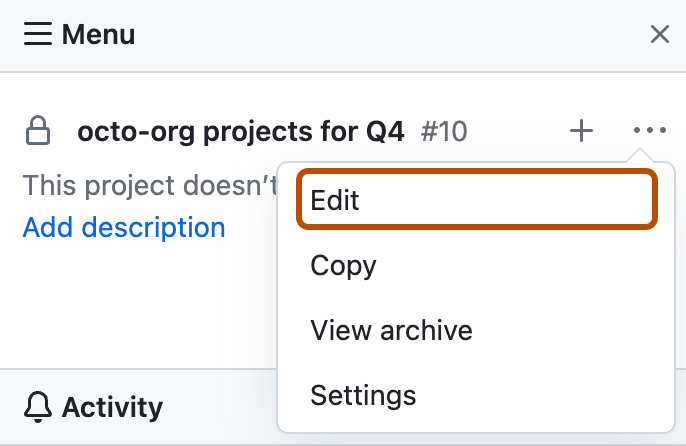 Menu
octo-org projects for Q4 #10
This project doesn't
Add description
Edit
Copy
View archive
Settings
Activity